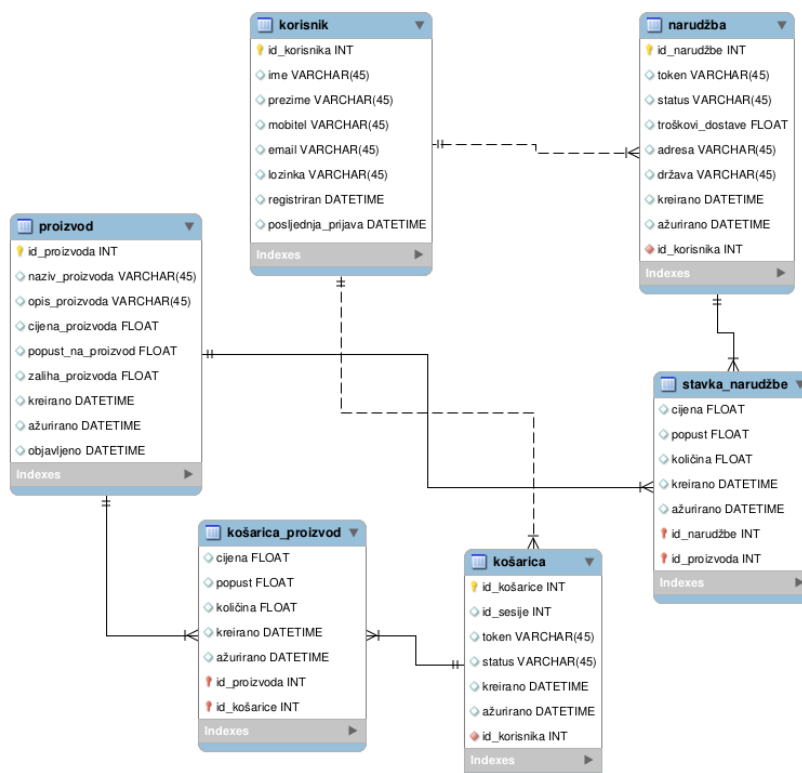 korisnik
id_korisnika INT
ime VARCHAR(45)
prezime VARCHAR(45)
mobitel VARCHAR(45)
email VARCHAR(45)
lozinka VARCHAR(45)
registriran DATETIME
posljednja_prijava DATETIME
Indexes
narudžba
id_narudžbe INT
token VARCHAR(45)
status VARCHAR(45)
troškovi_dostave FLOAT
adresa VARCHAR(45)
država VARCHAR(45)
kreirano DATETIME
ažurirano DATETIME
id_korisnika INT
Indexes
proizvod
id_proizvoda INT
naziv_proizvoda VARCHAR(45)
opis_proizvoda VARCHAR(45)
cijena_proizvoda FLOAT
popust_na_proizvod FLOAT
zaliha_proizvoda FLOAT
kreirano DATETIME
ažurirano DATETIME
objavljeno DATETIME
Indexes
stavka_narudžbe
cijena FLOAT
popust FLOAT
količina FLOAT
kreirano DATETIME
ažurirano DATETIME
id_narudžbe INT
id_proizvoda INT
Indexes
košarica_proizvod
cijena FLOAT
popust FLOAT
količina FLOAT
kreirano DATETIME
ažurirano DATETIME
id_proizvoda INT
id_košarice INT
Indexes
košarica
id_košarice INT
id_sesije INT
token VARCHAR(45)
status VARCHAR(45)
kreirano DATETIME
ažurirano DATETIME
id_korisnika INT
Indexes